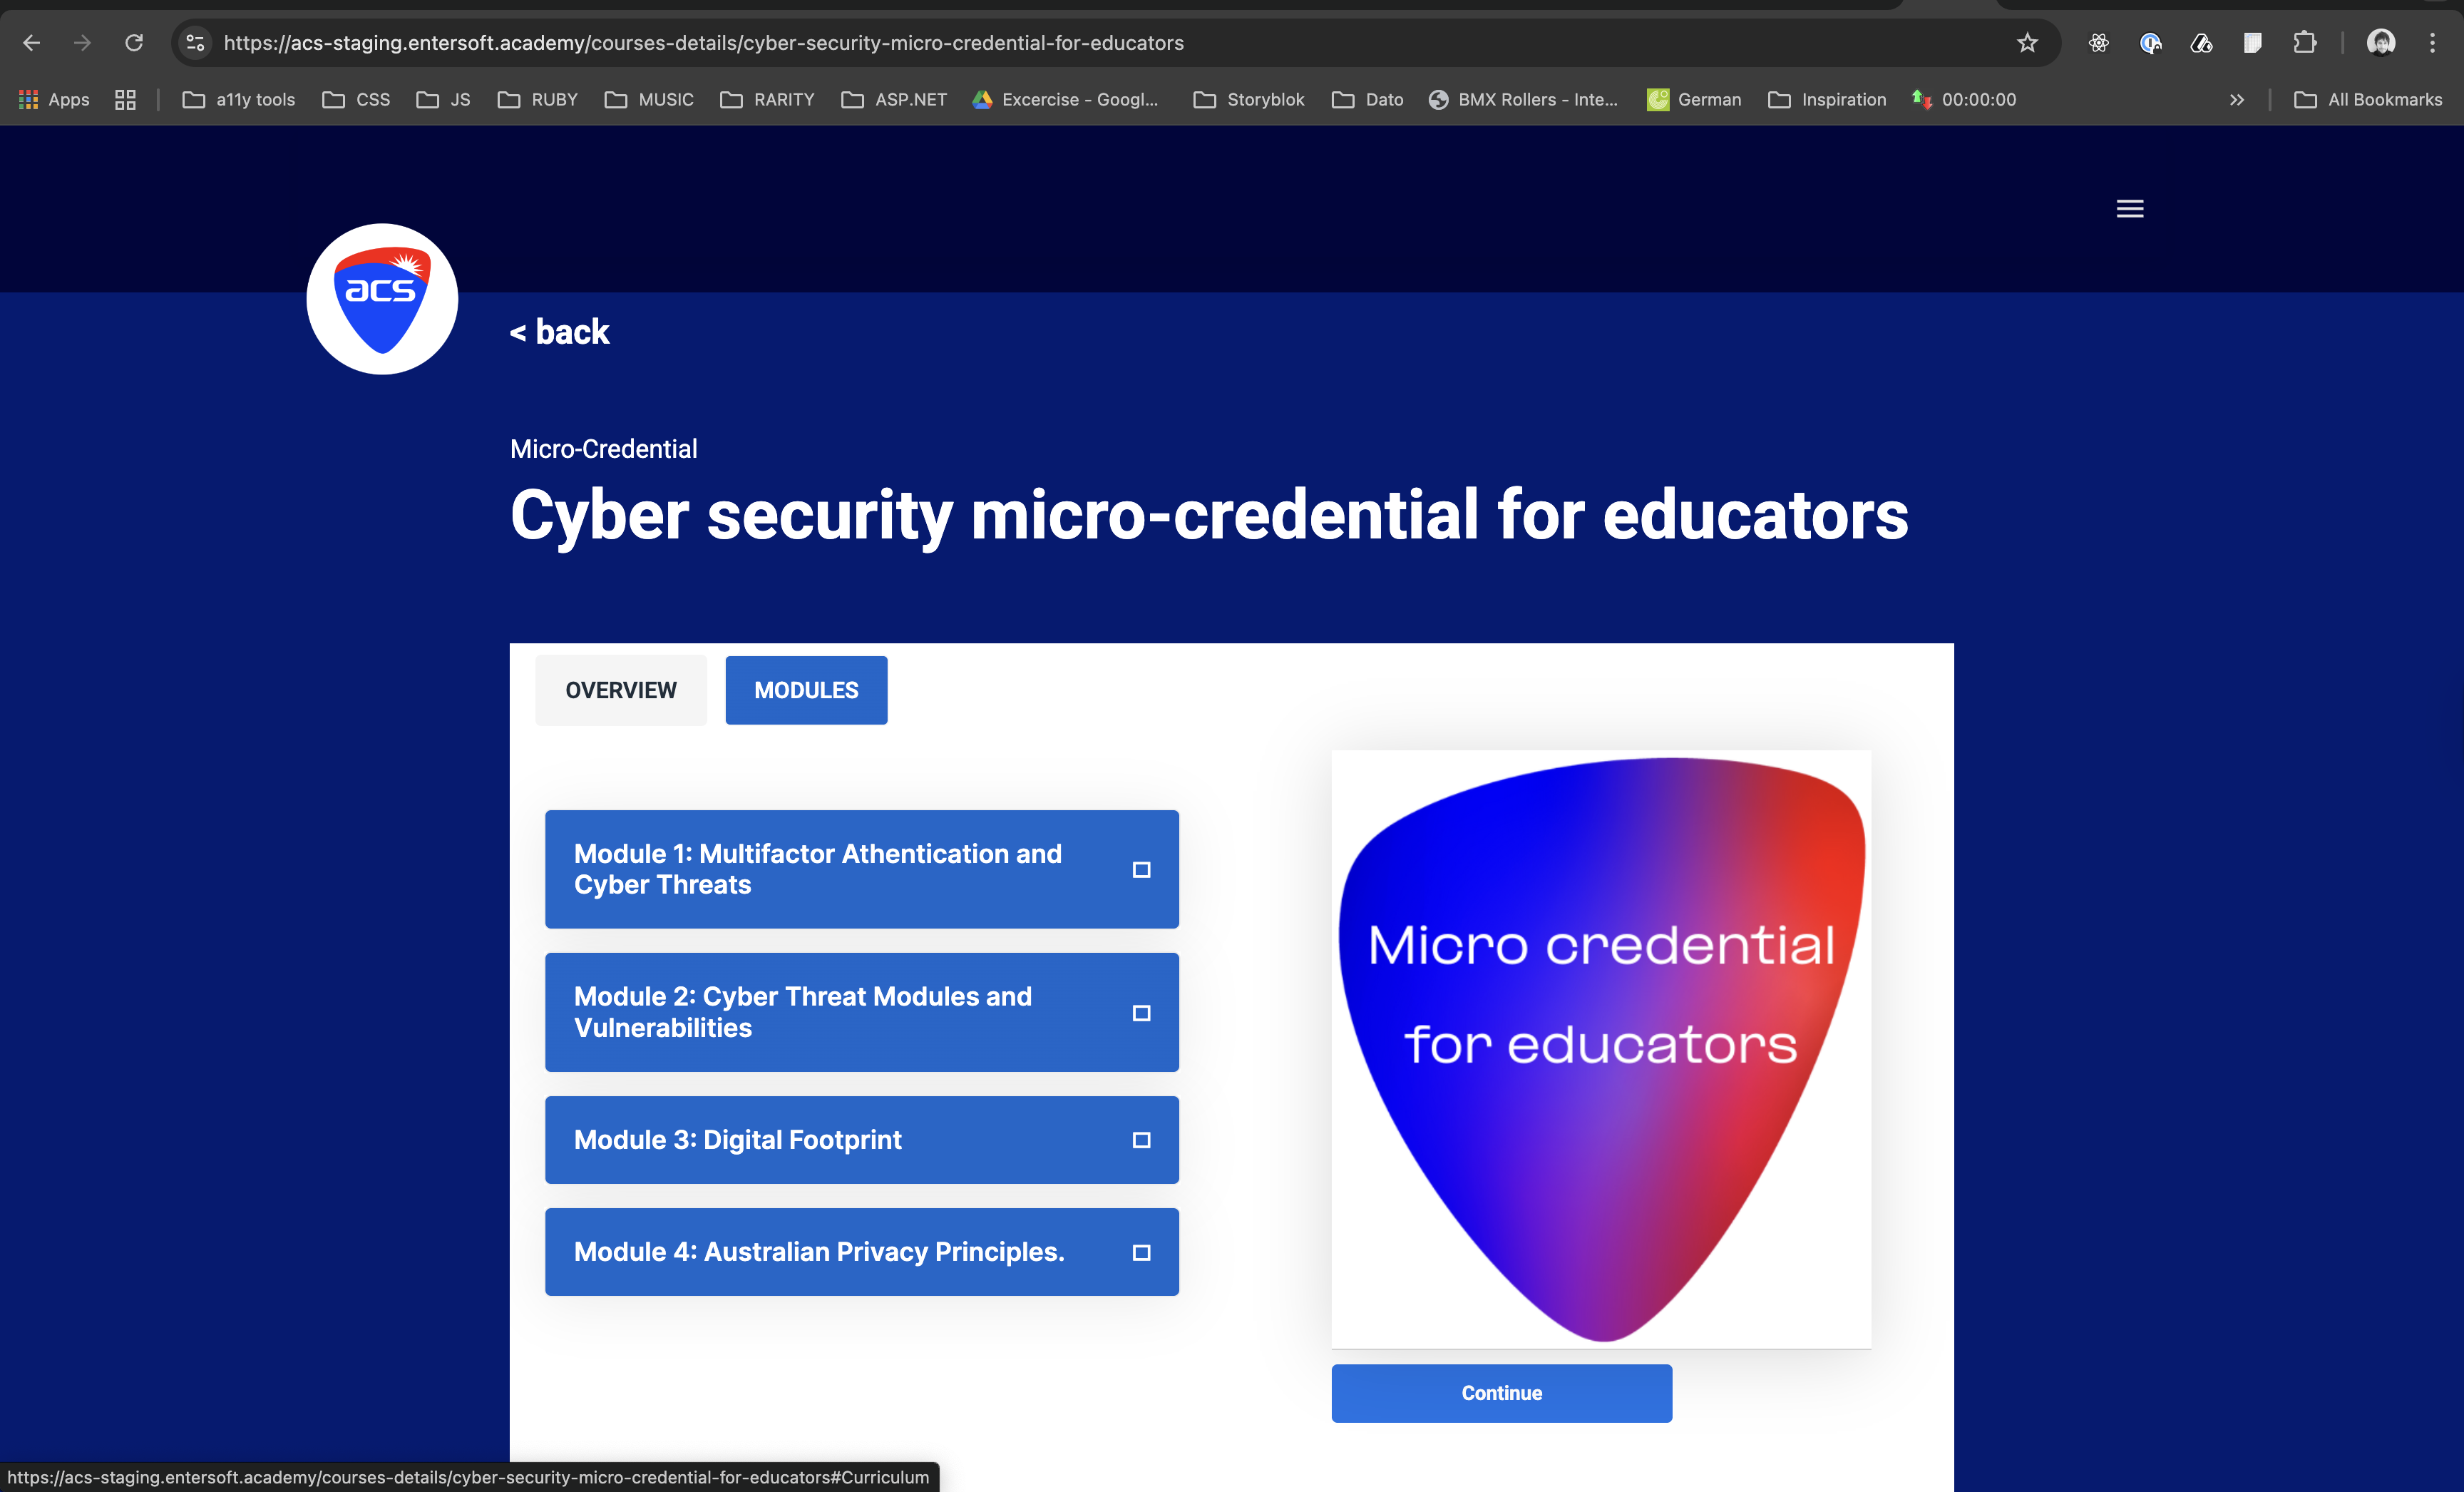 https://acs-staging.entersoft.academy/courses-details/cyber-security-micro-credential-for-educators
Apps
a11y tools
CSS
JS
RUBY
MUSIC
RARITY
ASP.NET
Excercise - Googl...
Storyblok
Dato
BMX Rollers - Inte...
German
Inspiration
00:00:00
All Bookmarks
acs
< back
Micro-Credential
Cyber security micro-credential for educators
OVERVIEW
MODULES
Module 1: Multifactor Athentication and
Cyber Threats
Module 2: Cyber Threat Modules and
Vulnerabilities
Module 3: Digital Footprint
Module 4: Australian Privacy Principles.
Micro credential
for educators
Continue
https://acs-staging.entersoft.academy/courses-details/cyber-security-micro-credential-for-educators#Curriculum